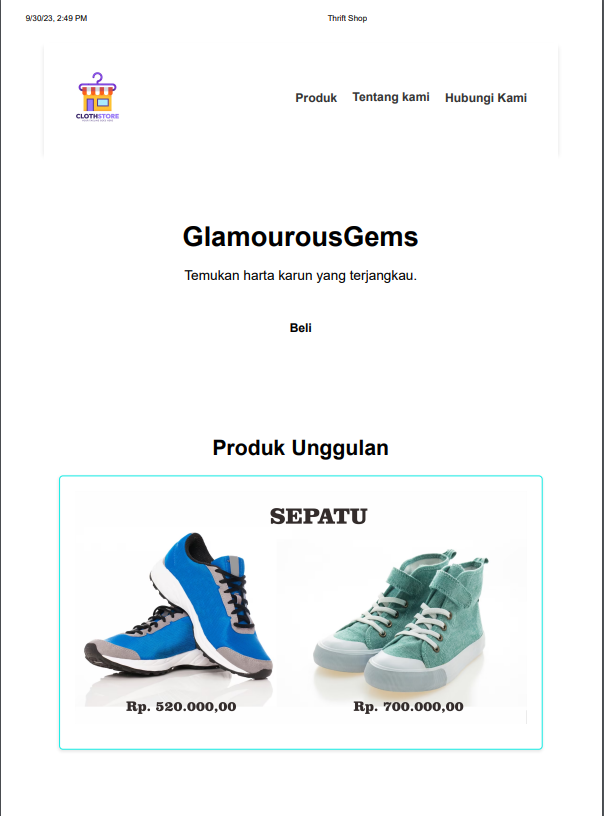 9/30/23, 2:49 PM Thrift Shop
CLOTHSTORE
Produk Tentang kami Hubungi Kami
GlamourousGems
Temukan harta karun yang terjangkau.
Beli
Produk Unggulan
SEPATU
Rp. 520.000,00 Rp. 700.000,00